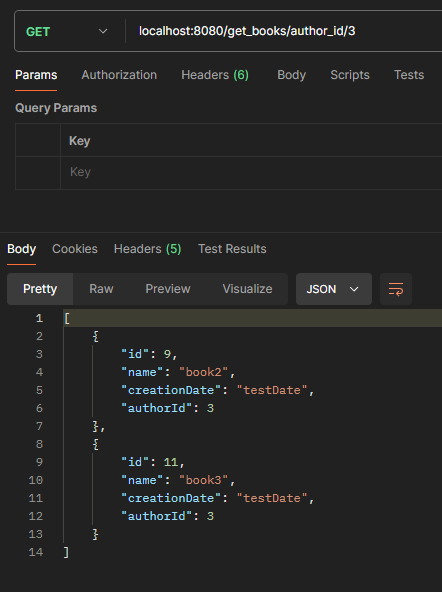 GET localhost:8080/get_books/author_id/3
Params Authorization Headers (6) Body Scripts Tests
Query Params
Key
Key
Body Cookies Headers (5) Test Results
Pretty Raw Preview Visualize JSON
1 [
2 {
3 "id": 9,
4 "name": "book2",
5 "creationDate": "testDate",
6 "authorId": 3
7 },
8 {
9 "id": 11,
10 "name": "book3",
11 "creationDate": "testDate",
12 "authorId": 3
13 }
14 ]